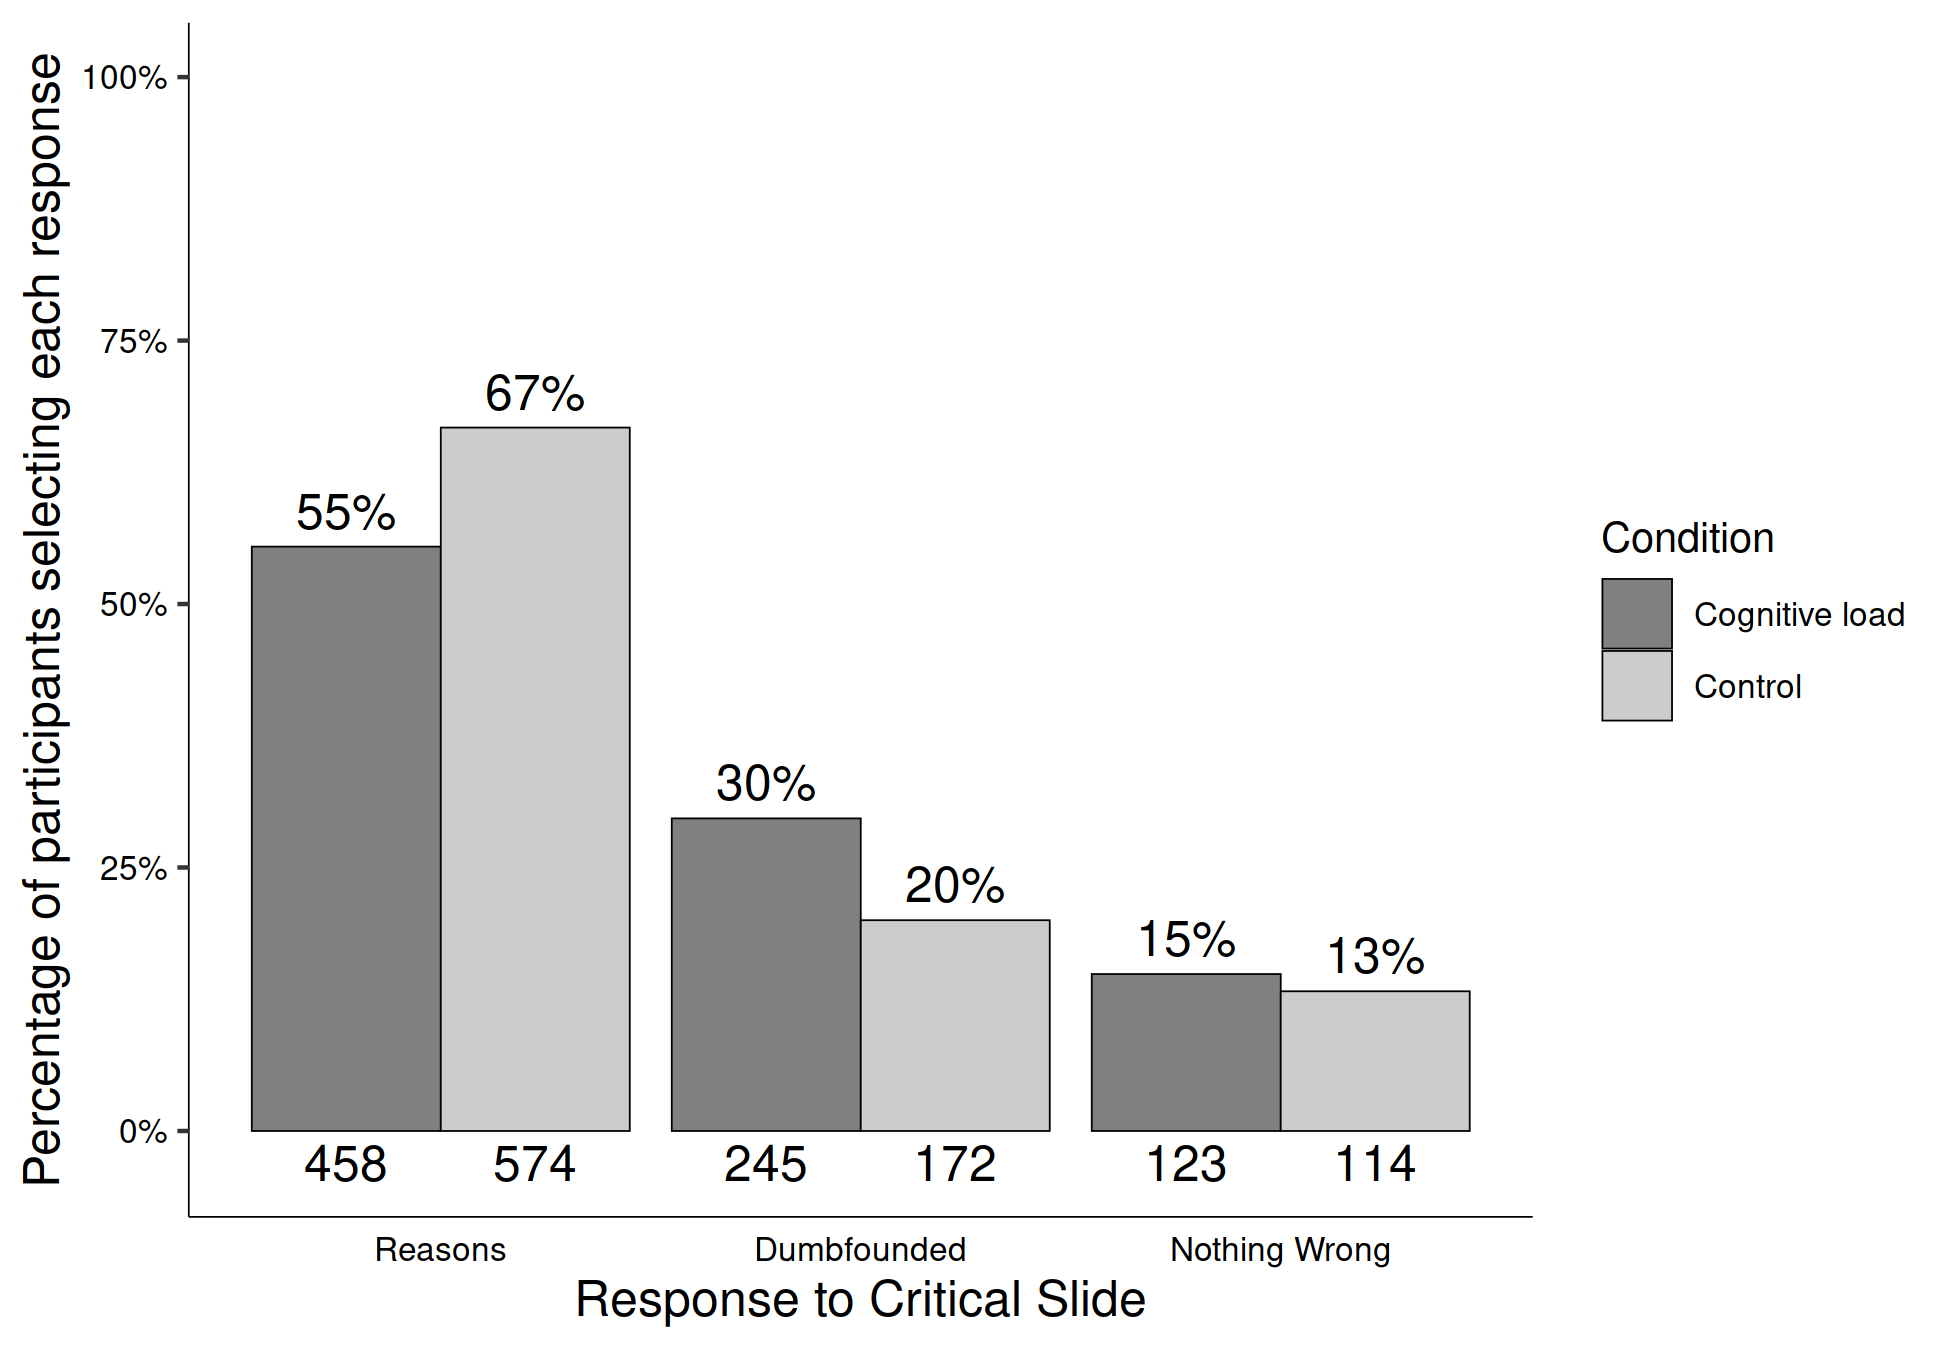 Percentage of participants selecting each response
100%
75%
50%
25%
0%
55%
67%
30%
20%
15%
13%
458
574
245
172
123
114
Reasons
Dumbfounded
Nothing Wrong
Response to Critical Slide
Condition
Cognitive load
Control